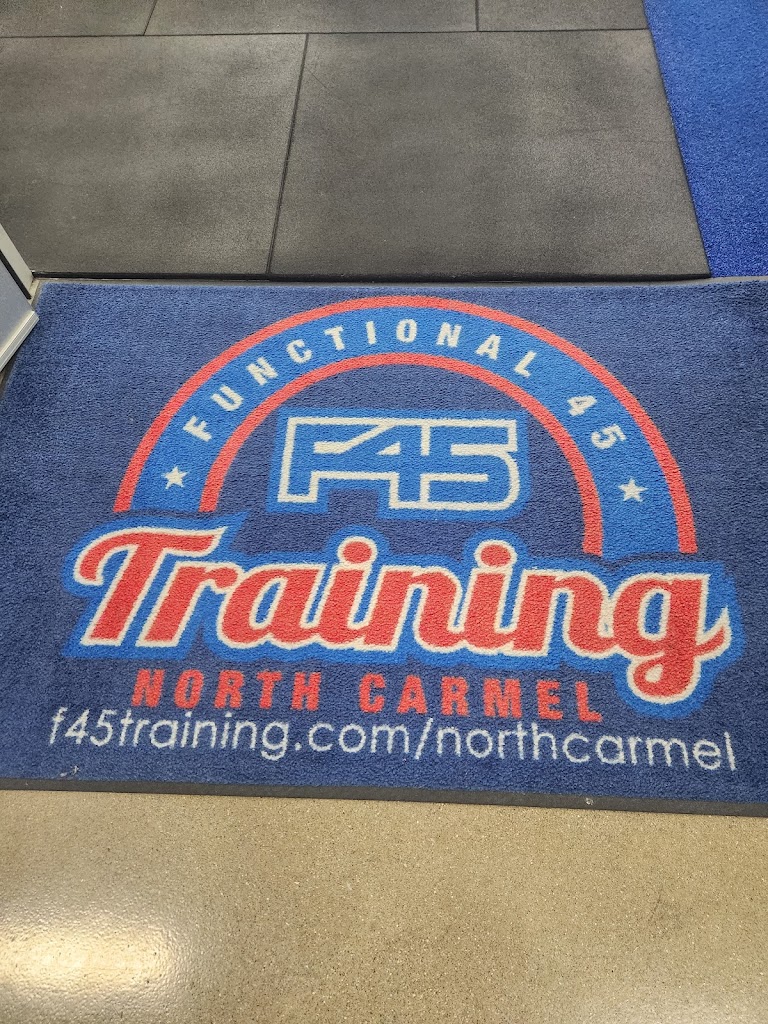 FUNCTIONAL 45
F45
Training
NORTH CARMEL
f45training.com/northcarmel